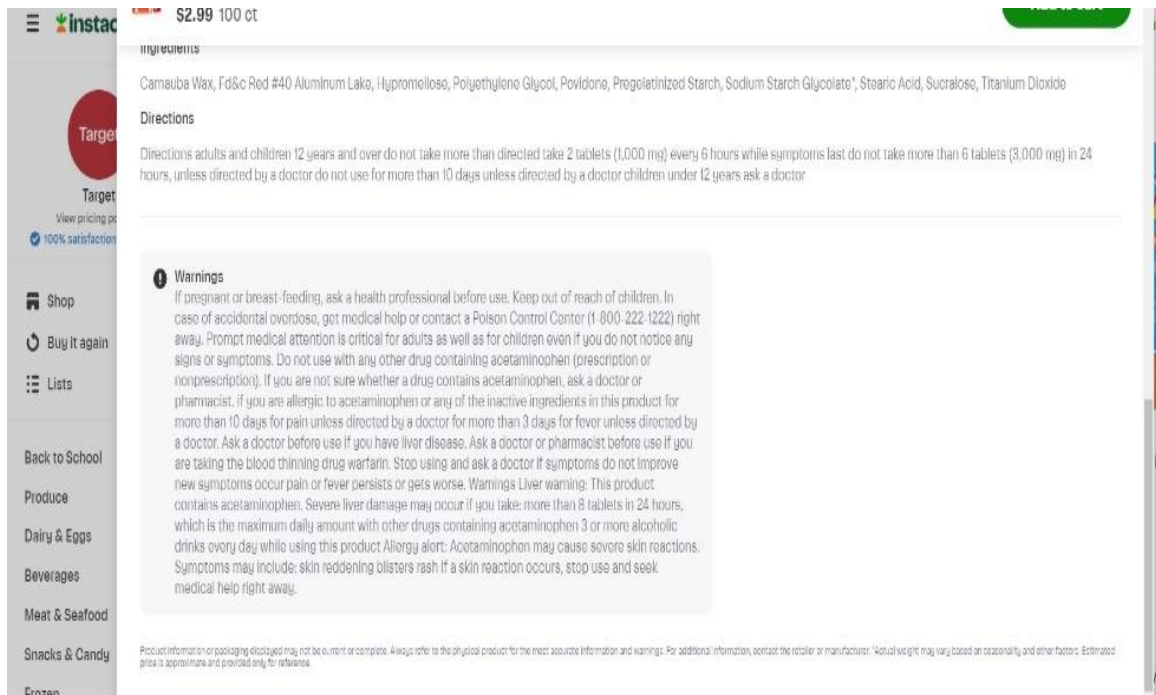 instac
$2.99 100 ct
Target
Target
View pricing po
100% satisfaction
Shop
Buy it again
Lists
Back to School
Produce
Dairy & Eggs
Beverages
Meat & Seafood
Snacks & Candy
Frozen
Ingredients
Carnauba Wax, Fd&c Red #40 Aluminum Lake, Hypromellose, Polyethylene Glycol, Povidone, Pregelatinized Starch, Sodium Starch Glycolate*, Stearic Acid, Sucralose, Titanium Dioxide
Directions
Directions adults and children 12 years and over do not take more than directed take 2 tablets (1,000 mg) every 6 hours while symptoms last do not take more than 6 tablets (3,000 mg) in 24
hours, unless directed by a doctor do not use for more than 10 days unless directed by a doctor children under 12 years ask a doctor
Warnings
If pregnant or breast-feeding, ask a health professional before use. Keep out of reach of children. In
case of accidental overdose, get medical help or contact a Poison Control Center (1-800-222-1222) right
away. Prompt medical attention is critical for adults as well as for children even if you do not notice any
signs or symptoms. Do not use with any other drug containing acetaminophen (prescription or
nonprescription). If you are not sure whether a drug contains acetaminophen, ask a doctor or
pharmacist. if you are allergic to acetaminophen or any of the inactive ingredients in this product for
more than 10 days for pain unless directed by a doctor for more than 3 days for fever unless directed by
a doctor. Ask a doctor before use if you have liver disease. Ask a doctor or pharmacist before use if you
are taking the blood thinning drug warfarin. Stop using and ask a doctor if symptoms do not improve
new symptoms occur pain or fever persists or gets worse. Warnings Liver warning: This product
contains acetaminophen. Severe liver damage may occur if you take: more than 8 tablets in 24 hours,
which is the maximum daily amount with other drugs containing acetaminophen 3 or more alcoholic
drinks every day while using this product Allergy alert: Acetaminophen may cause severe skin reactions.
Symptoms may include: skin reddening blisters rash If a skin reaction occurs, stop use and seek
medical help right away.
Product information or packaging displayed may not be current or complete. Always refer to the physical product for the most accurate information and warnings. For additional information, contact the retailer or manufacturer. *Actual weight may vary based on seasonality and other factors. Estimated
price is approximate and provided only for reference.